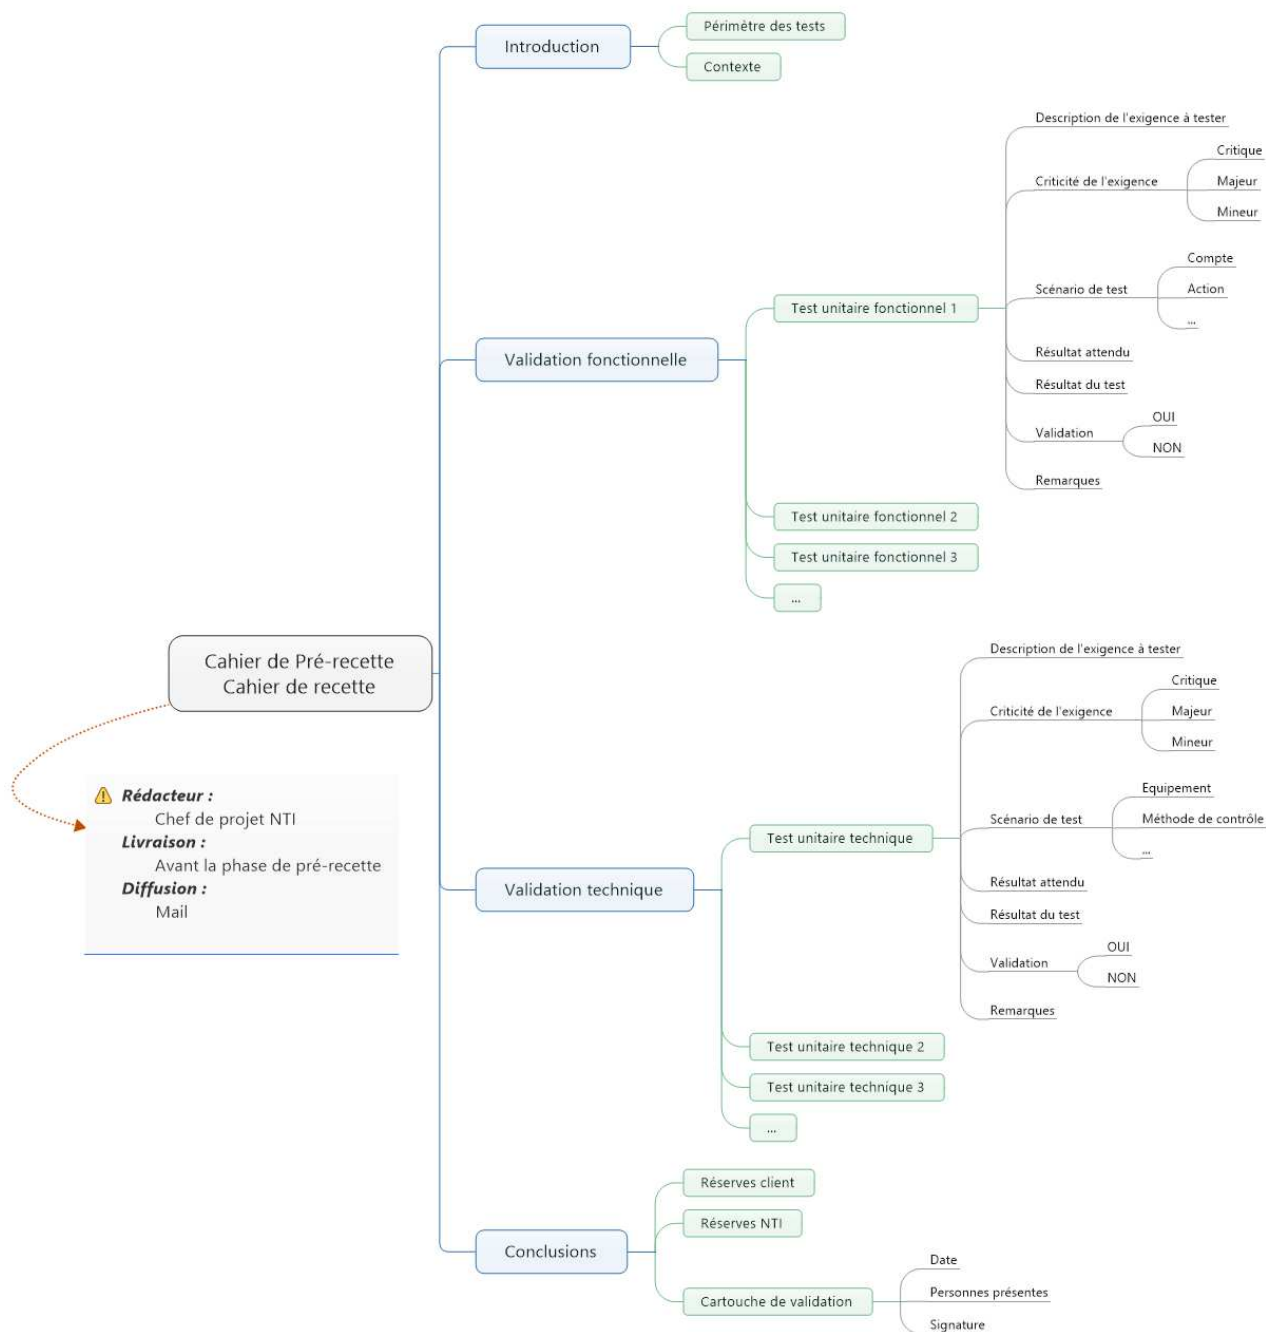 Périmètre des tests
Introduction
Contexte
Description de l'exigence à tester
Critique
Criticité de l'exigence
Majeur
Mineur
Compte
Scénario de test
Action
...
Test unitaire fonctionnel 1
Validation fonctionnelle
Résultat attendu
Résultat du test
OUI
Validation
NON
Remarques
Test unitaire fonctionnel 2
Test unitaire fonctionnel 3
...
Cahier de Pré-recette
Cahier de recette
Rédacteur :
Chef de projet NTI
Livraison :
Avant la phase de pré-recette
Diffusion :
Mail
Description de l'exigence à tester
Critique
Criticité de l'exigence
Majeur
Mineur
Equipement
Scénario de test
Méthode de contrôle
...
Test unitaire technique
Validation technique
Résultat attendu
Résultat du test
OUI
Validation
NON
Remarques
Test unitaire technique 2
Test unitaire technique 3
...
Réserves client
Réserves NTI
Conclusions
Cartouche de validation
Date
Personnes présentes
Signature